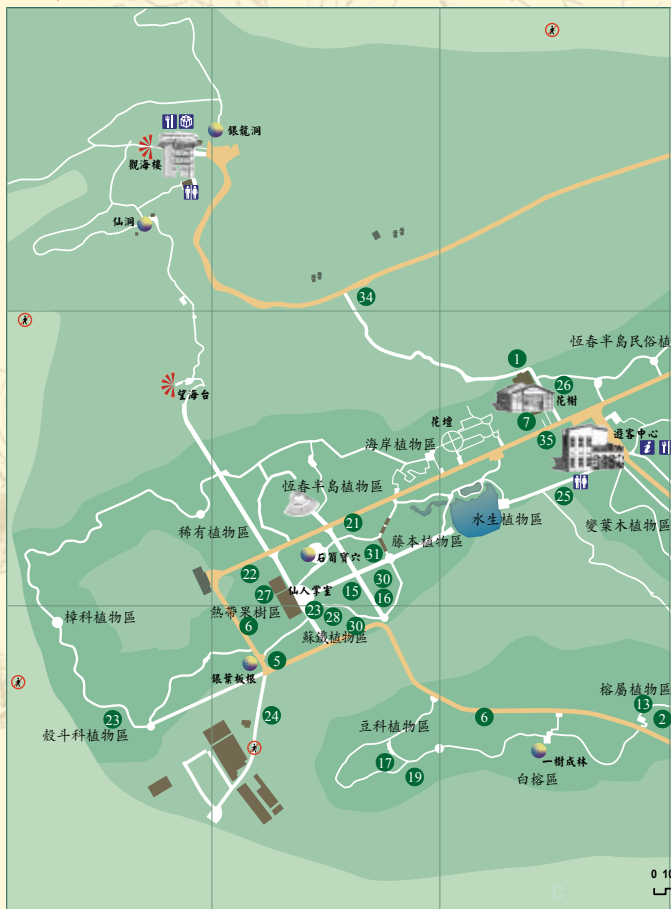 銀龍洞
觀海樓
仙洞
34
1
恆春半島民俗植
26
望海台
花榭
7
花壇
35
遊客中心
海岸植物區
i
恆春半島植物區
25
水生植物區
21
稀有植物區
變葉木植物區
藤本植物區
石筍寶穴
31
22
30
27
仙人掌室
15
16
熱帶果樹區
23
28
樟科植物區
6
30
蘇鐵植物區
5
銀葉板根
榕屬植物區
13
23
24
6
2
殼斗科植物區
豆科植物區
一樹成林
17
19
白榕區
0 10
C